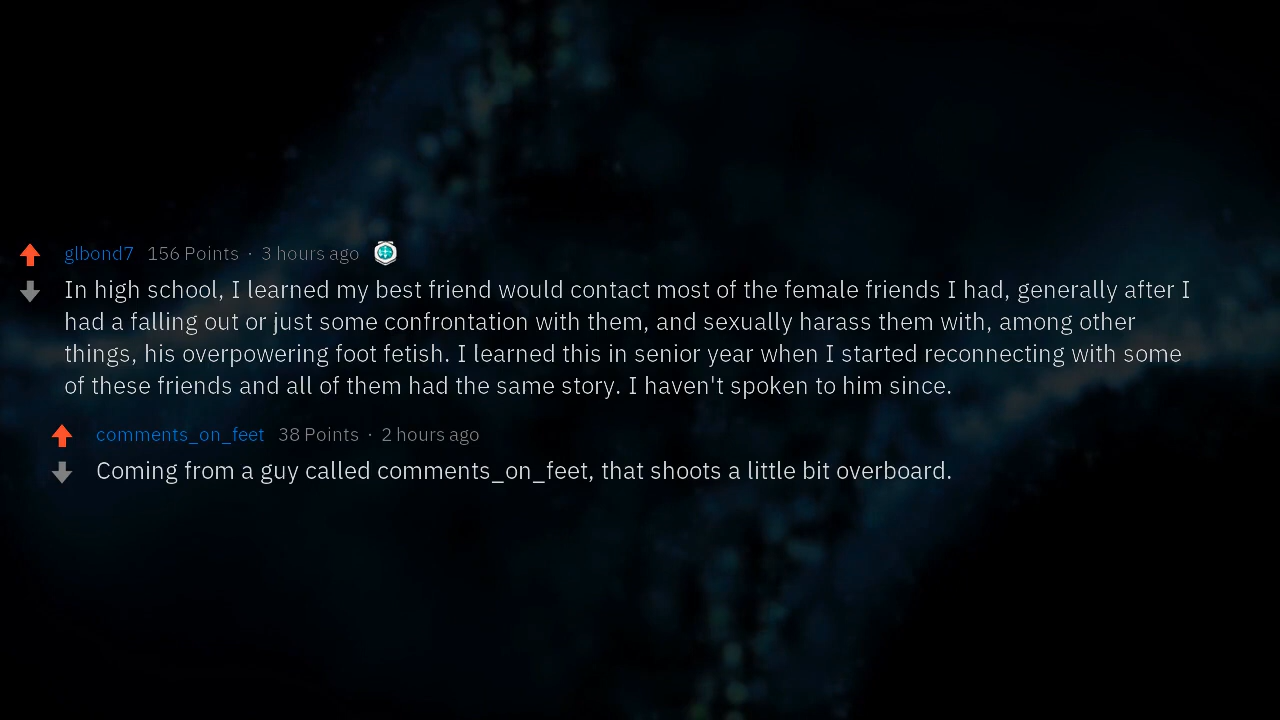 glbond7 156 Points · 3 hours ago
In high school, I learned my best friend would contact most of the female friends I had, generally after I
had a falling out or just some confrontation with them, and sexually harass them with, among other
things, his overpowering foot fetish. I learned this in senior year when I started reconnecting with some
of these friends and all of them had the same story. I haven't spoken to him since.
comments_on_feet 38 Points · 2 hours ago
Coming from a guy called comments_on_feet, that shoots a little bit overboard.